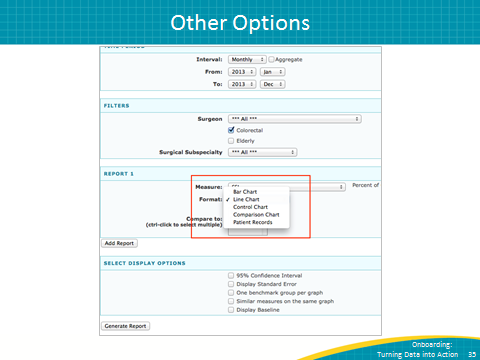 Other Options
Interval: Monthly Aggregate
From: 2013 Jan
To: 2013 Dec
FILTERS
Surgeon *** All ***
Colorectal
Elderly
Surgical Subspecialty *** All ***
REPORT 1
Measure: Percent of
Bar Chart
Format: ✓ Line Chart
Control Chart
Compare to: Comparison Chart
(ctrl-click to select multiple) Patient Records
Add Report
SELECT DISPLAY OPTIONS
95% Confidence Interval
Display Standard Error
One benchmark group per graph
Similar measures on the same graph
Display Baseline
Generate Report
Onboarding:
Turning Data into Action 35